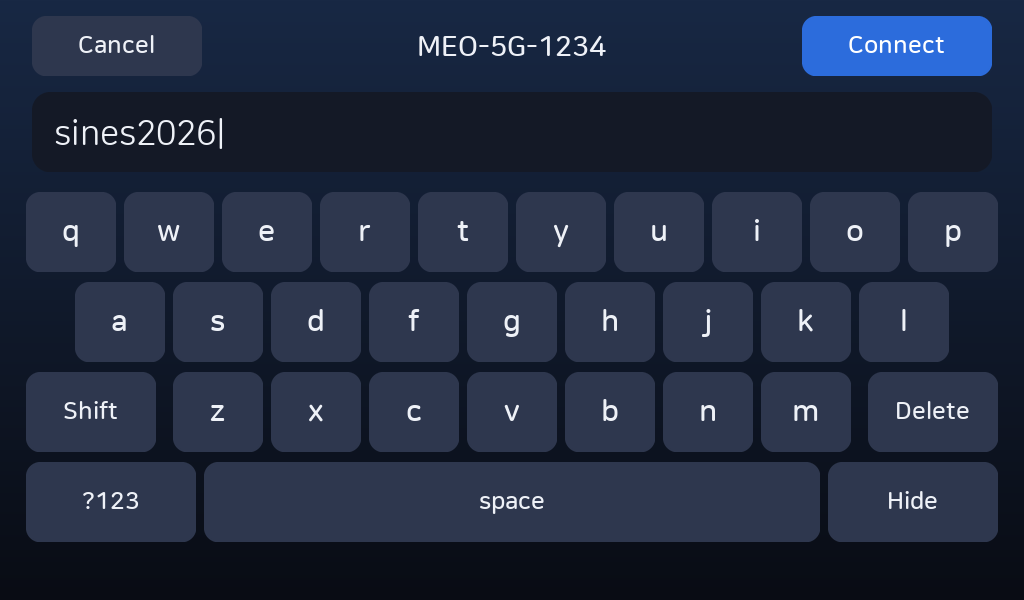 Cancel MEO-5G-1234 Connect
sines2026|
q w e r t y u i o p
a s d f g h j k l
Shift z x c v b n m Delete
?123 space Hide